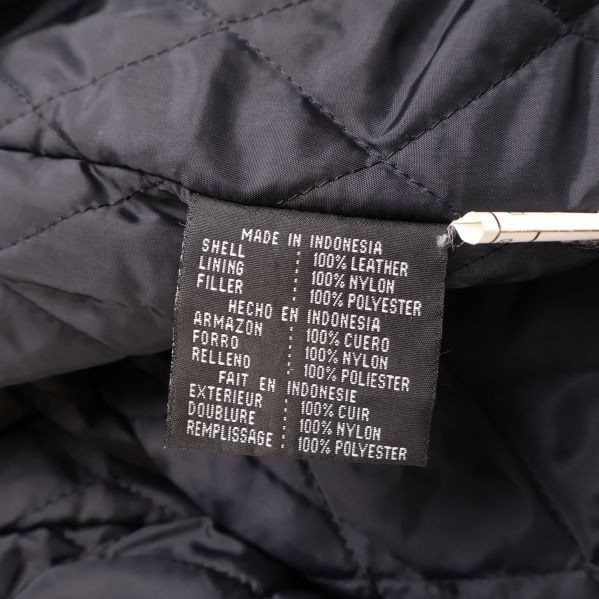 MADE IN INDONESIA
SHELL : 100% LEATHER
LINING : 100% NYLON
FILLER : 100% POLYESTER
HECHO EN INDONESIA
ARMAZON : 100% CUERO
FORRO : 100% NYLON
RELLENO : 100% POLIESTER
FAIT EN INDONESIE
EXTERIEUR : 100% CUIR
DOUBLURE : 100% NYLON
REMPLISSAGE : 100% POLYESTER